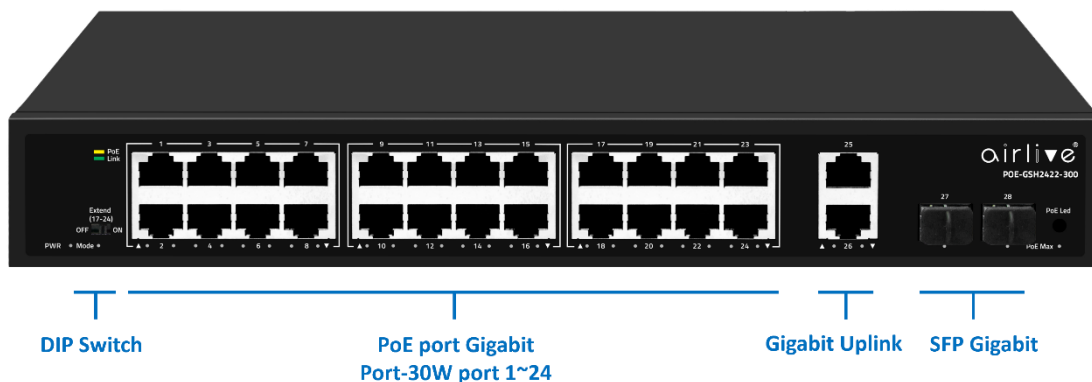 1 3 5 7 9 11 13 15 17 19 21 23 25
PoE
Link
airlive®
POE-GSH2422-300
27 28
Extend
(17-24)
OFF ON
PoE Led
PWR Mode ▲ 2 4 6 8 ▼ ▲ 10 12 14 16 ▼ ▲ 18 20 22 24 ▼ ▲ 26 ▼ PoE Max
DIP Switch
PoE port Gigabit
Port-30W port 1~24
Gigabit Uplink
SFP Gigabit